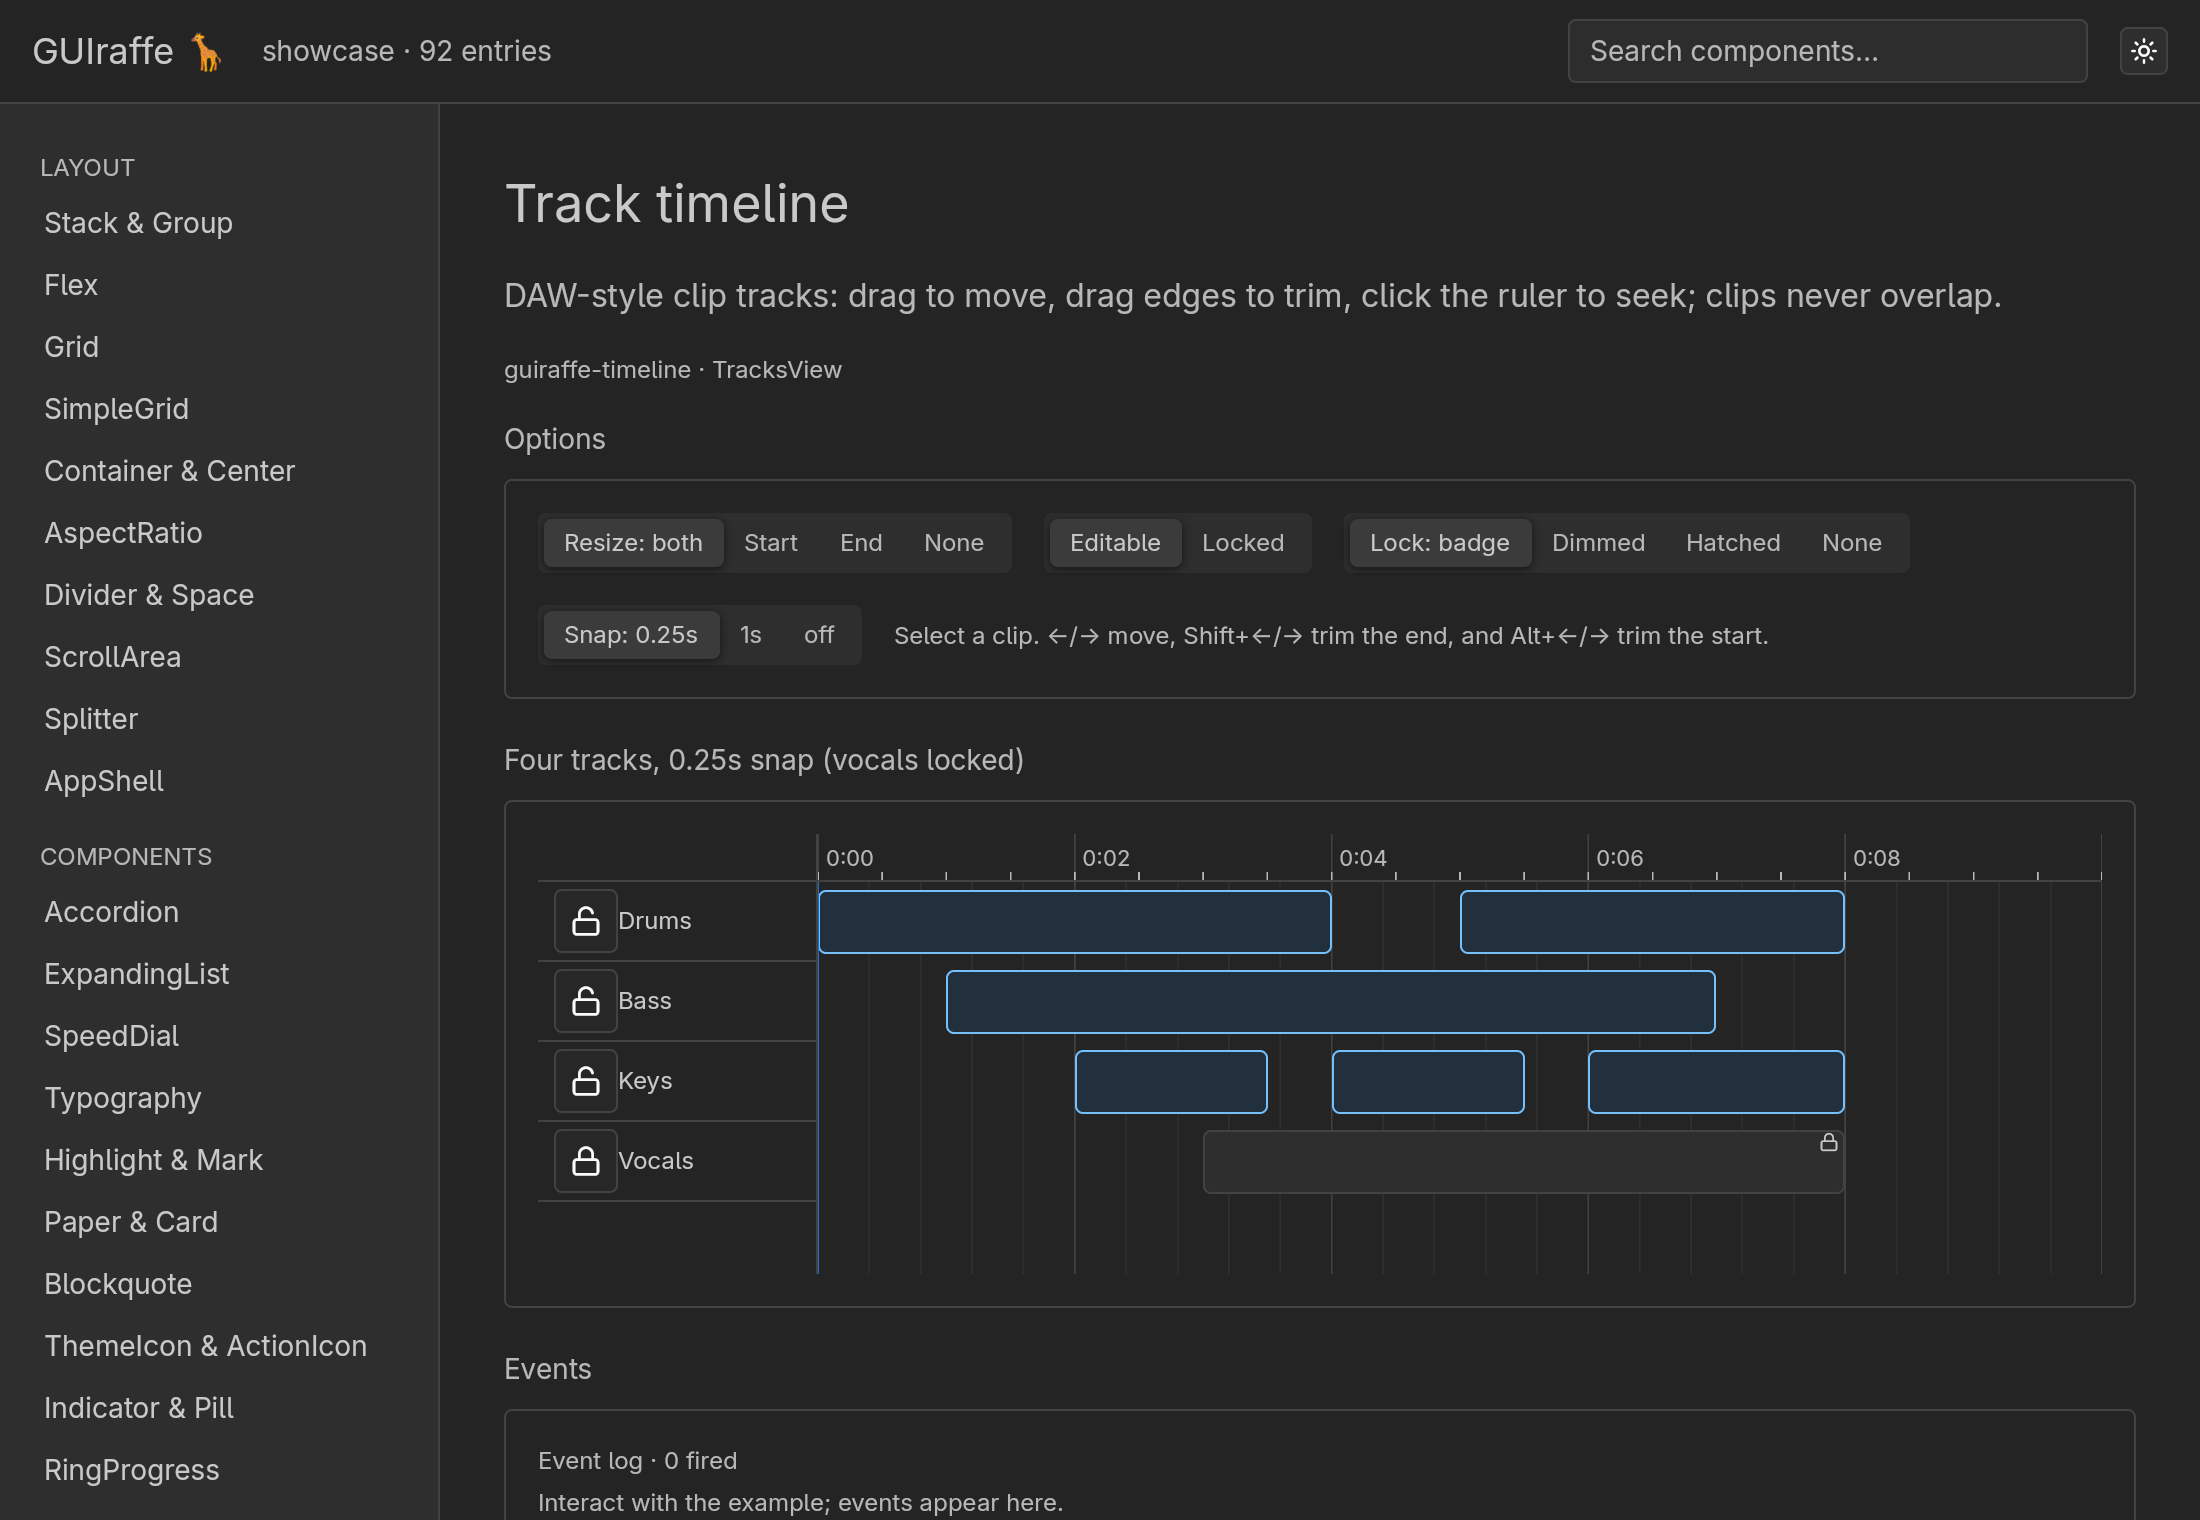 GUIraffe 🦒 showcase · 92 entries
Search components...
LAYOUT
Stack & Group
Flex
Grid
SimpleGrid
Container & Center
AspectRatio
Divider & Space
ScrollArea
Splitter
AppShell
COMPONENTS
Accordion
ExpandingList
SpeedDial
Typography
Highlight & Mark
Paper & Card
Blockquote
ThemeIcon & ActionIcon
Indicator & Pill
RingProgress
Track timeline
DAW-style clip tracks: drag to move, drag edges to trim, click the ruler to seek; clips never overlap.
guiraffe-timeline · TracksView
Options
Resize: both Start End None Editable Locked Lock: badge Dimmed Hatched None
Snap: 0.25s 1s off Select a clip. ←/→ move, Shift+←/→ trim the end, and Alt+←/→ trim the start.
Four tracks, 0.25s snap (vocals locked)
0:00 0:02 0:04 0:06 0:08
Drums
Bass
Keys
Vocals
Events
Event log · 0 fired
Interact with the example; events appear here.